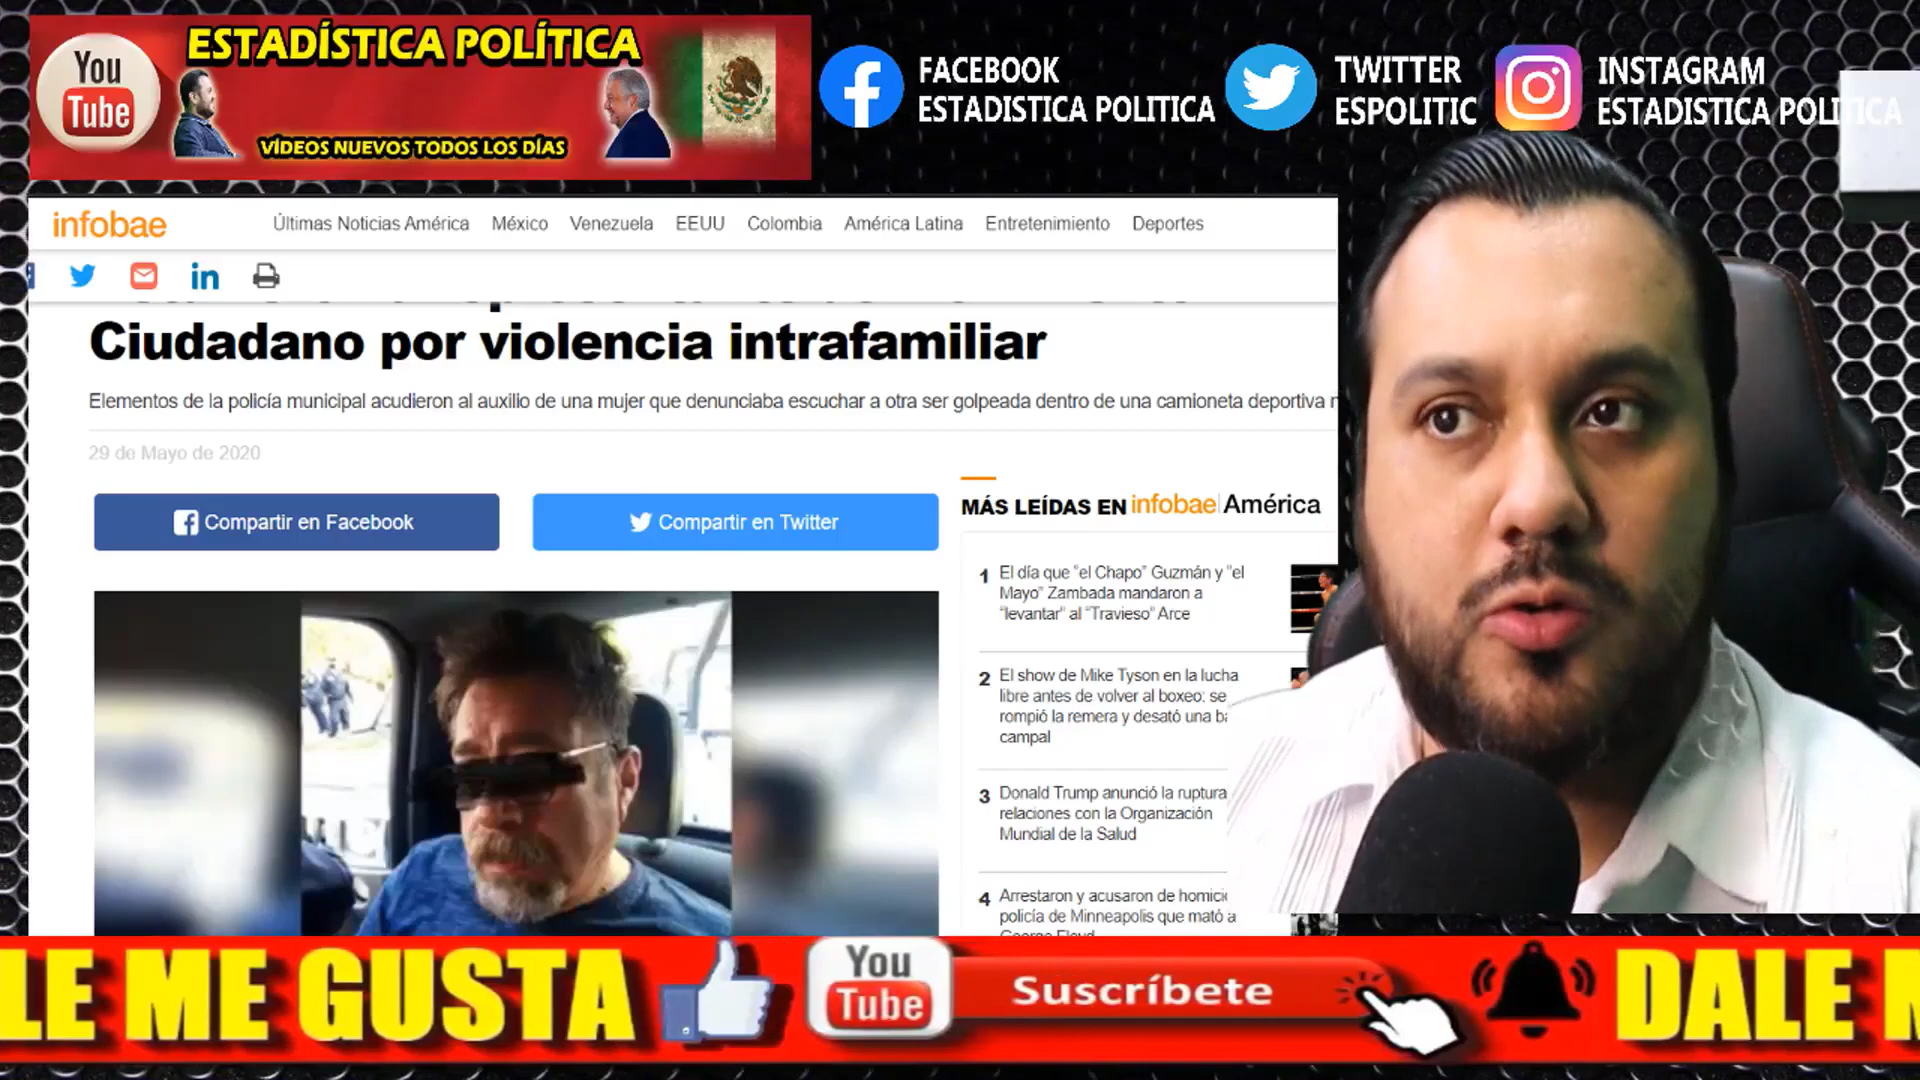 You
Tube
ESTADÍSTICA POLÍTICA
VÍDEOS NUEVOS TODOS LOS DÍAS
FACEBOOK
ESTADISTICA POLITICA
TWITTER
ESPOLITIC
INSTAGRAM
ESTADISTICA POLITICA
infobae
Últimas Noticias América México Venezuela EEUU Colombia América Latina Entretenimiento Deportes
in
Ciudadano por violencia intrafamiliar
Elementos de la policía municipal acudieron al auxilio de una mujer que denunciaba escuchar a otra ser golpeada dentro de una camioneta deportiva
29 de Mayo de 2020
Compartir en Facebook
Compartir en Twitter
MÁS LEÍDAS EN infobae América
1 El día que "el Chapo" Guzmán y "el
Mayo" Zambada mandaron a
"levantar" al "Travieso" Arce
2 El show de Mike Tyson en la lucha
libre antes de volver al boxeo: se
rompió la remera y desató una ba
campal
3 Donald Trump anunció la ruptura
relaciones con la Organización
Mundial de la Salud
4 Arrestaron y acusaron de homici
policía de Minneapolis que mató a
George Floyd
LE ME GUSTA
You
Tube
Suscríbete
DALE